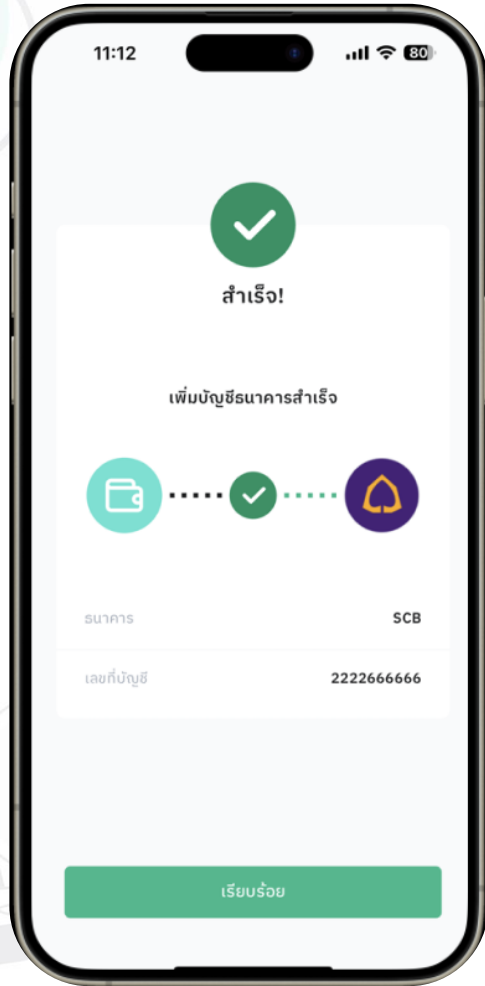 11:12
80
สำเร็จ!
เพิ่มบัญชีธนาคารสำเร็จ
ธนาคาร SCB
เลขที่บัญชี 2222666666
เรียบร้อย